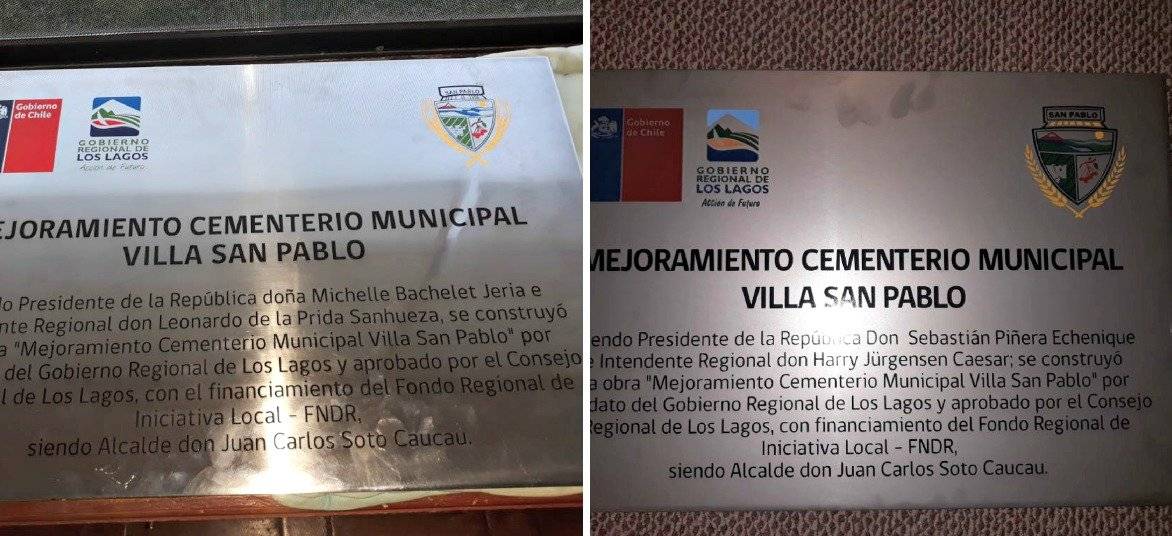 Gobierno
de Chile
GOBIERNO
REGIONAL DE
LOS LAGOS
Acción de Futuro
SAN PABLO
EJORAMIENTO CEMENTERIO MUNICIPAL
VILLA SAN PABLO
do Presidente de la República doña Michelle Bachelet Jeria e
nte Regional don Leonardo de la Prida Sanhueza, se construyó
a "Mejoramiento Cementerio Municipal Villa San Pablo" por
del Gobierno Regional de Los Lagos y aprobado por el Consejo
l de Los Lagos, con el financiamiento del Fondo Regional de
Iniciativa Local - FNDR,
siendo Alcalde don Juan Carlos Soto Caucau.
Gobierno
de Chile
GOBIERNO
REGIONAL DE
LOS LAGOS
Acción de Futuro
SAN PABLO
MEJORAMIENTO CEMENTERIO MUNICIPAL
VILLA SAN PABLO
endo Presidente de la República Don Sebastián Piñera Echenique
e Intendente Regional don Harry Jürgensen Caesar; se construyó
a obra "Mejoramiento Cementerio Municipal Villa San Pablo" por
dato del Gobierno Regional de Los Lagos y aprobado por el Consejo
Regional de Los Lagos, con financiamiento del Fondo Regional de
Iniciativa Local - FNDR,
siendo Alcalde don Juan Carlos Soto Caucau.